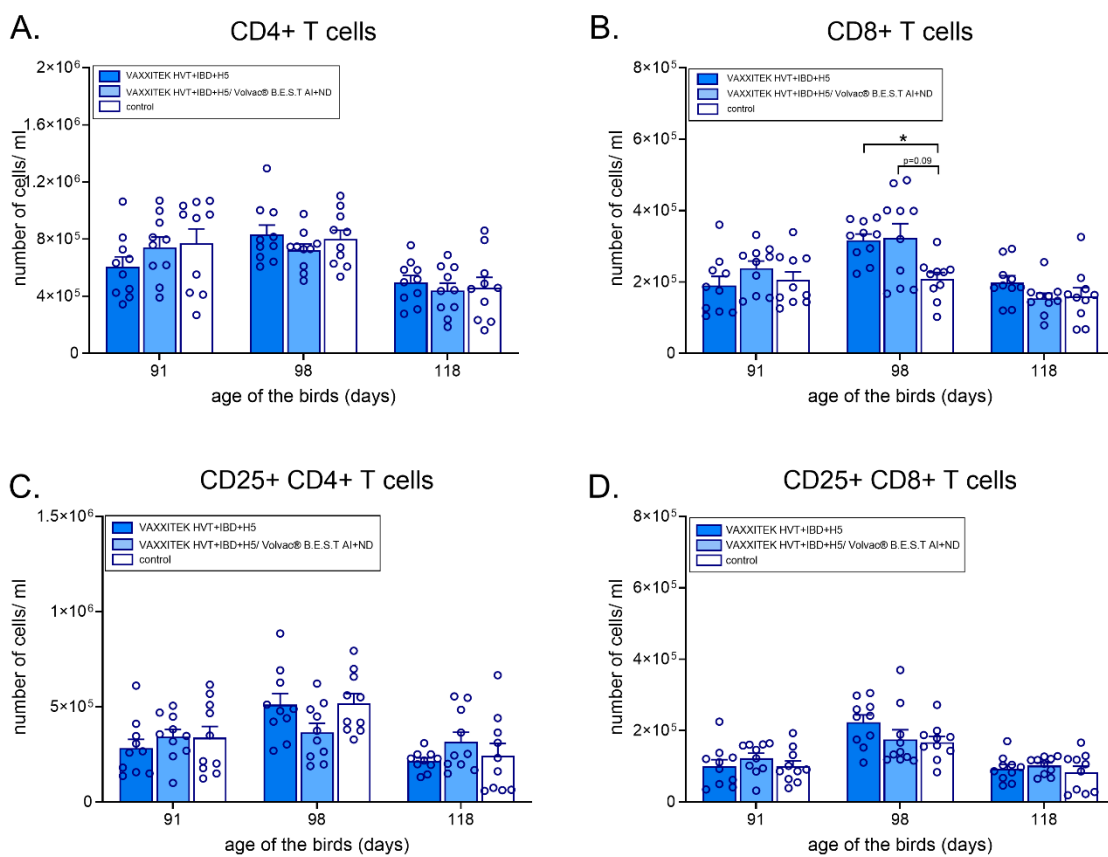 A.
CD4+ T cells
2×10⁶
VAXXITEK HVT+IBD+H5
VAXXITEK HVT+IBD+H5/ Volvac® B.E.S.T AI+ND
control
1.6×10⁶
1.2×10⁶
8×10⁵
4×10⁵
0
number of cells/ ml
91
98
118
age of the birds (days)
B.
CD8+ T cells
8×10⁵
VAXXITEK HVT+IBD+H5
VAXXITEK HVT+IBD+H5/ Volvac® B.E.S.T AI+ND
control
6×10⁵
*
p=0.09
4×10⁵
2×10⁵
0
number of cells/ ml
91
98
118
age of the birds (days)
C.
CD25+ CD4+ T cells
1.5×10⁶
VAXXITEK HVT+IBD+H5
VAXXITEK HVT+IBD+H5/ Volvac® B.E.S.T AI+ND
control
1×10⁶
5×10⁵
0
number of cells/ ml
91
98
118
age of the birds (days)
D.
CD25+ CD8+ T cells
8×10⁵
VAXXITEK HVT+IBD+H5
VAXXITEK HVT+IBD+H5/ Volvac® B.E.S.T AI+ND
control
6×10⁵
4×10⁵
2×10⁵
0
number of cells/ ml
91
98
118
age of the birds (days)